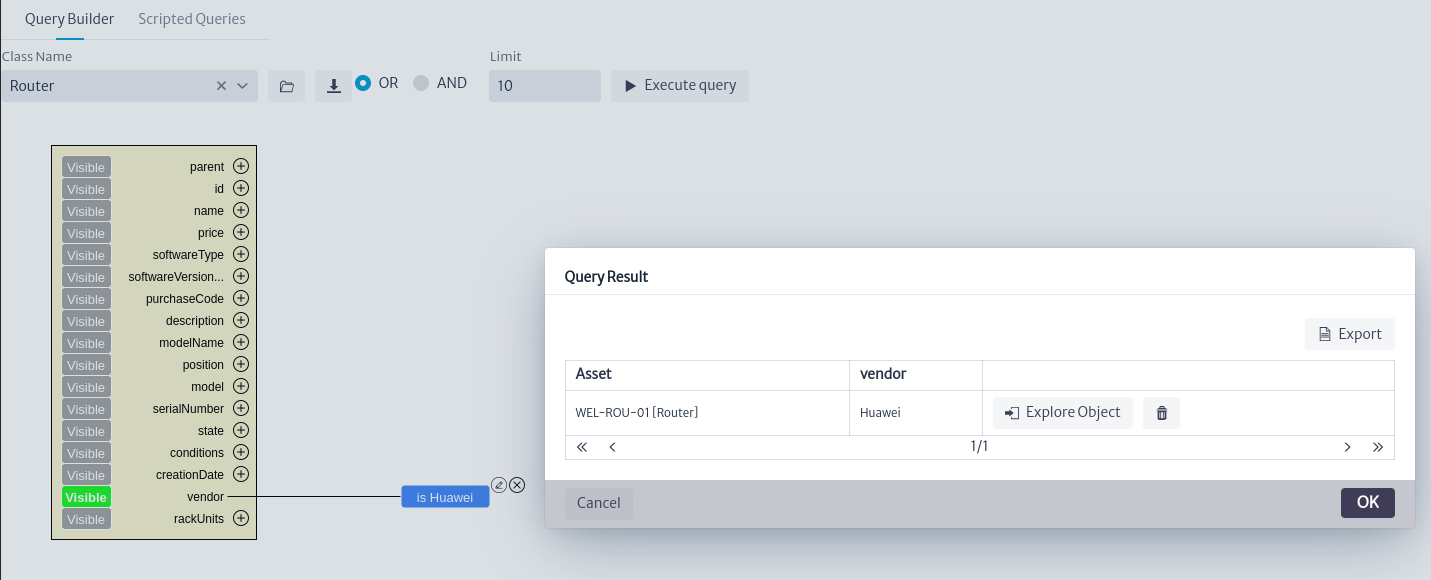 Query Builder Scripted Queries
Class Name Limit
Router OR AND 10 Execute query
Visible parent
Visible id
Visible name
Visible price
Visible softwareType
Visible softwareVersion...
Visible purchaseCode
Visible description
Visible modelName
Visible position
Visible model
Visible serialNumber
Visible state
Visible conditions
Visible creationDate
Visible vendor is Huawei
Visible rackUnits
Query Result
Export
Asset vendor
WEL-ROU-01 [Router] Huawei Explore Object
1/1
Cancel OK